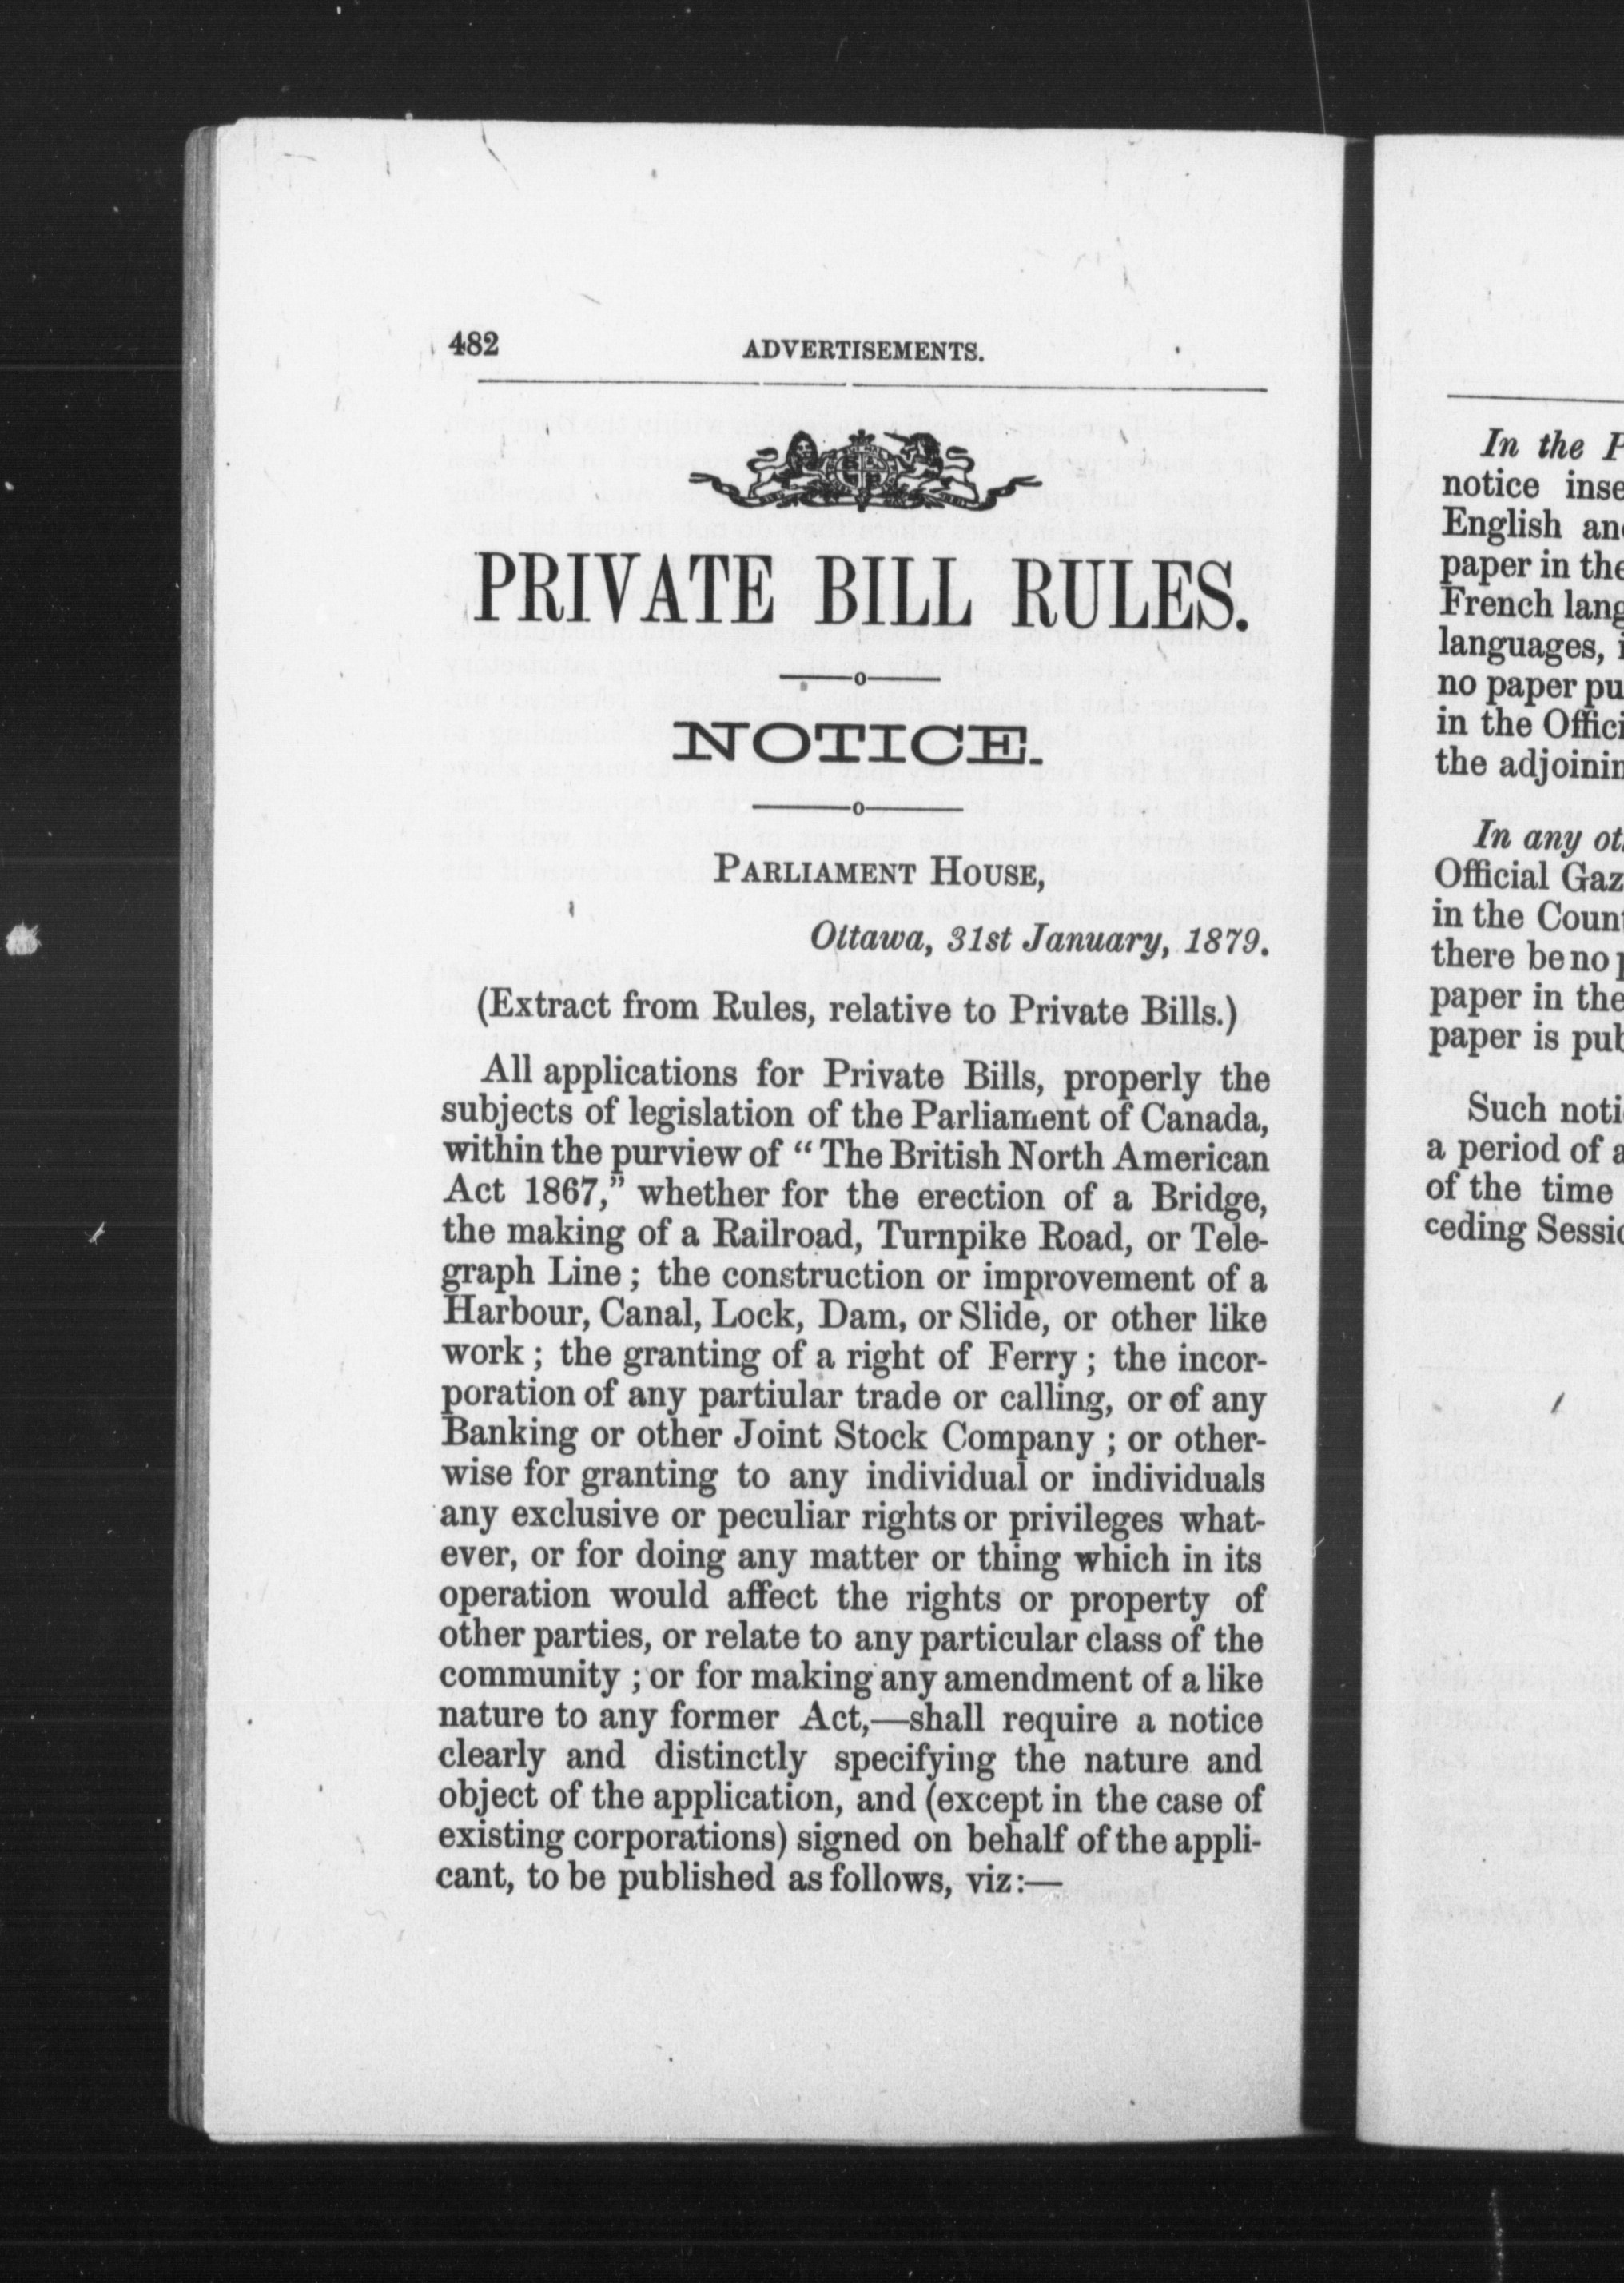 482
ADVERTISEMENTS.
PRIVATE BILL RULES.
NOTICE.
PARLIAMENT HOUSE,
Ottawa, 31st January, 1879.
(Extract from Rules, relative to Private Bills.)
All applications for Private Bills, properly the
subjects of legislation of the Parliament of Canada,
within the purview of “The British North American
Act 1867,” whether for the erection of a Bridge,
the making of a Railroad, Turnpike Road, or Tele-
graph Line; the construction or improvement of a
Harbour, Canal, Lock, Dam, or Slide, or other like
work; the granting of a right of Ferry; the incor-
poration of any partiular trade or calling, or of any
Banking or other Joint Stock Company; or other-
wise for granting to any individual or individuals
any exclusive or peculiar rights or privileges what-
ever, or for doing any matter or thing which in its
operation would affect the rights or property of
other parties, or relate to any particular class of the
community; or for making any amendment of a like
nature to any former Act,—shall require a notice
clearly and distinctly specifying the nature and
object of the application, and (except in the case of
existing corporations) signed on behalf of the appli-
cant, to be published as follows, viz:—
In the
notice
English
paper in the
French
languages,
no paper
in the
the
In any
Official
in the
there be no
paper in the
paper is
Such
a period of
of the time
ceding